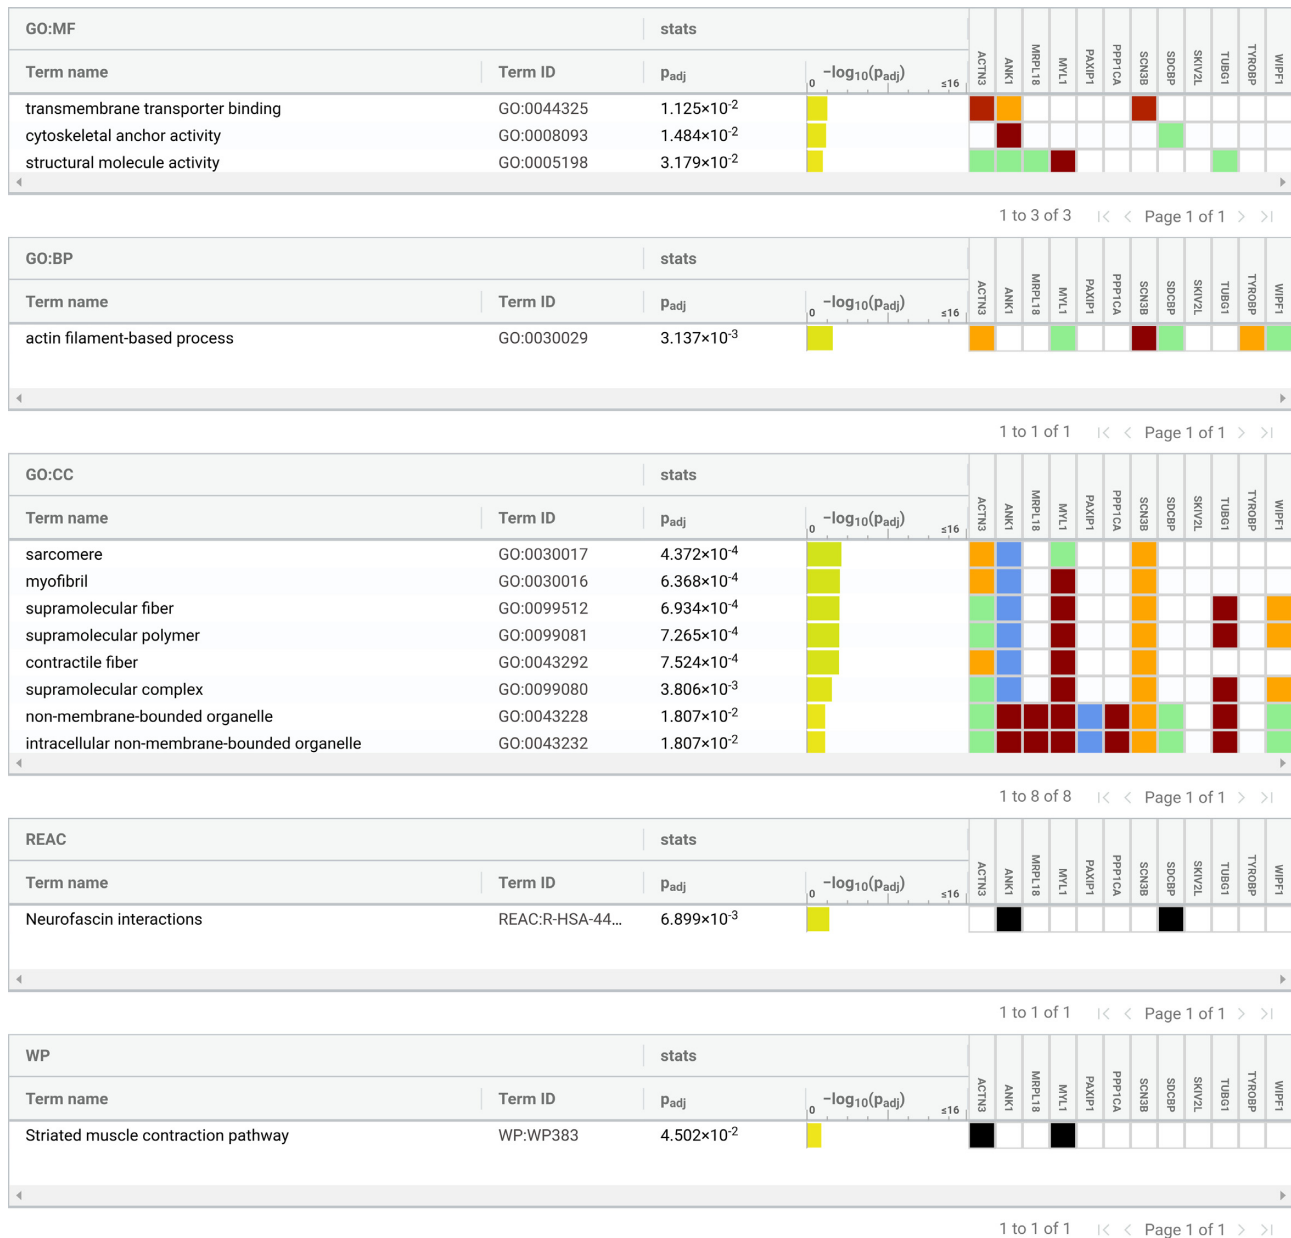 GO:MF stats
Term name Term ID padj −log10(padj) ACTN3 ANK1 MRPL18 MYL1 PAXIP1 PPP1CA SCN3B SDCBP SKIV2L TUBG1 TYROBP WIPF1
0 ≤16
transmembrane transporter binding GO:0044325 1.125×10-2
cytoskeletal anchor activity GO:0008093 1.484×10-2
structural molecule activity GO:0005198 3.179×10-2
1 to 3 of 3 Page 1 of 1
GO:BP stats
Term name Term ID padj −log10(padj) ACTN3 ANK1 MRPL18 MYL1 PAXIP1 PPP1CA SCN3B SDCBP SKIV2L TUBG1 TYROBP WIPF1
0 ≤16
actin filament-based process GO:0030029 3.137×10-3
1 to 1 of 1 Page 1 of 1
GO:CC stats
Term name Term ID padj −log10(padj) ACTN3 ANK1 MRPL18 MYL1 PAXIP1 PPP1CA SCN3B SDCBP SKIV2L TUBG1 TYROBP WIPF1
0 ≤16
sarcomere GO:0030017 4.372×10-4
myofibril GO:0030016 6.368×10-4
supramolecular fiber GO:0099512 6.934×10-4
supramolecular polymer GO:0099081 7.265×10-4
contractile fiber GO:0043292 7.524×10-4
supramolecular complex GO:0099080 3.806×10-3
non-membrane-bounded organelle GO:0043228 1.807×10-2
intracellular non-membrane-bounded organelle GO:0043232 1.807×10-2
1 to 8 of 8 Page 1 of 1
REAC stats
Term name Term ID padj −log10(padj) ACTN3 ANK1 MRPL18 MYL1 PAXIP1 PPP1CA SCN3B SDCBP SKIV2L TUBG1 TYROBP WIPF1
0 ≤16
Neurofascin interactions REAC:R-HSA-44... 6.899×10-3
1 to 1 of 1 Page 1 of 1
WP stats
Term name Term ID padj −log10(padj) ACTN3 ANK1 MRPL18 MYL1 PAXIP1 PPP1CA SCN3B SDCBP SKIV2L TUBG1 TYROBP WIPF1
0 ≤16
Striated muscle contraction pathway WP:WP383 4.502×10-2
1 to 1 of 1 Page 1 of 1